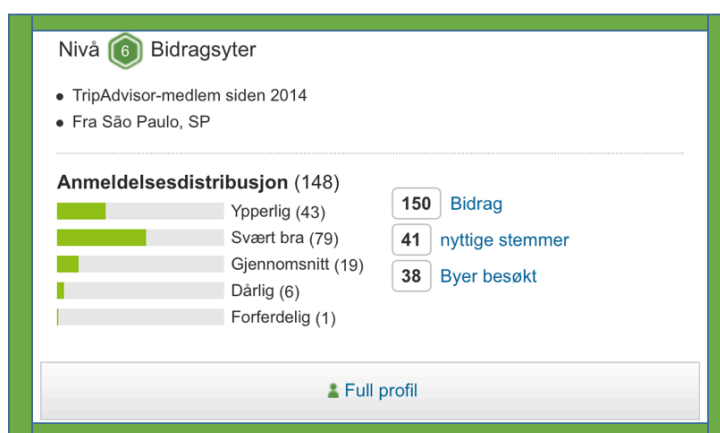 Nivå 6 Bidragsyter
TripAdvisor-medlem siden 2014
Fra São Paulo, SP
Anmeldelsesdistribusjon (148)
Ypperlig (43)
Svært bra (79)
Gjennomsnitt (19)
Dårlig (6)
Forferdelig (1)
150 Bidrag
41 nyttige stemmer
38 Byer besøkt
Full profil